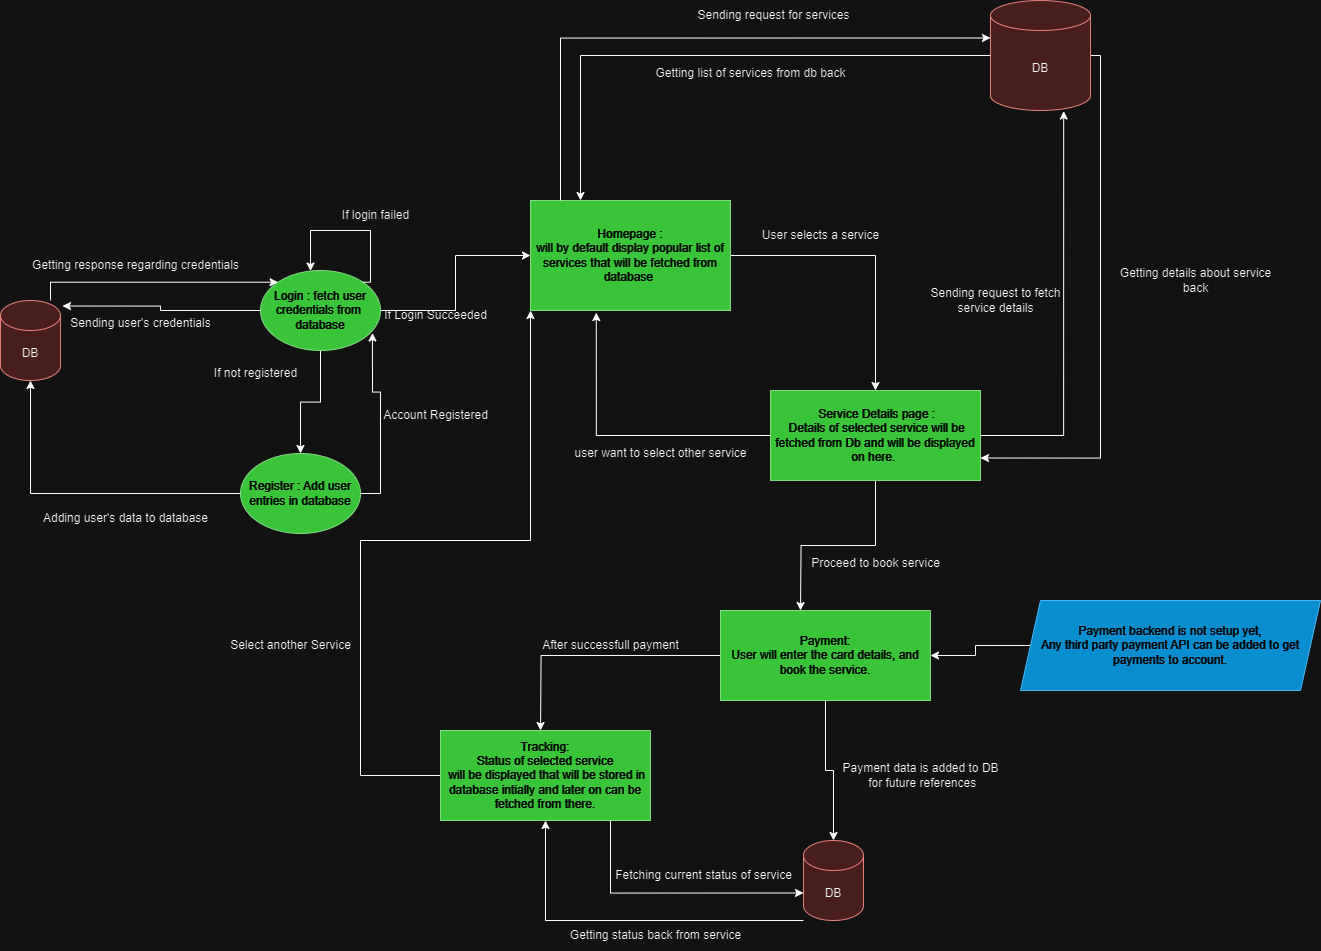 Sending request for services
DB
Getting list of services from db back
If login failed
Homepage :
will by default display popular list of
services that will be fetched from
database
User selects a service
Getting response regarding credentials
Getting details about service
back
Sending request to fetch
service details
Login : fetch user
credentials from
database
If Login Succeeded
Sending user's credentials
DB
If not registered
Account Registered
Service Details page :
Details of selected service will be
fetched from Db and will be displayed
on here.
user want to select other service
Register : Add user
entries in database
Adding user's data to database
Proceed to book service
Select another Service
After successfull payment
Payment:
User will enter the card details, and
book the service.
Payment backend is not setup yet,
Any third party payment API can be added to get
payments to account.
Tracking:
Status of selected service
will be displayed that will be stored in
database intially and later on can be
fetched from there.
Payment data is added to DB
for future references
Fetching current status of service
DB
Getting status back from service